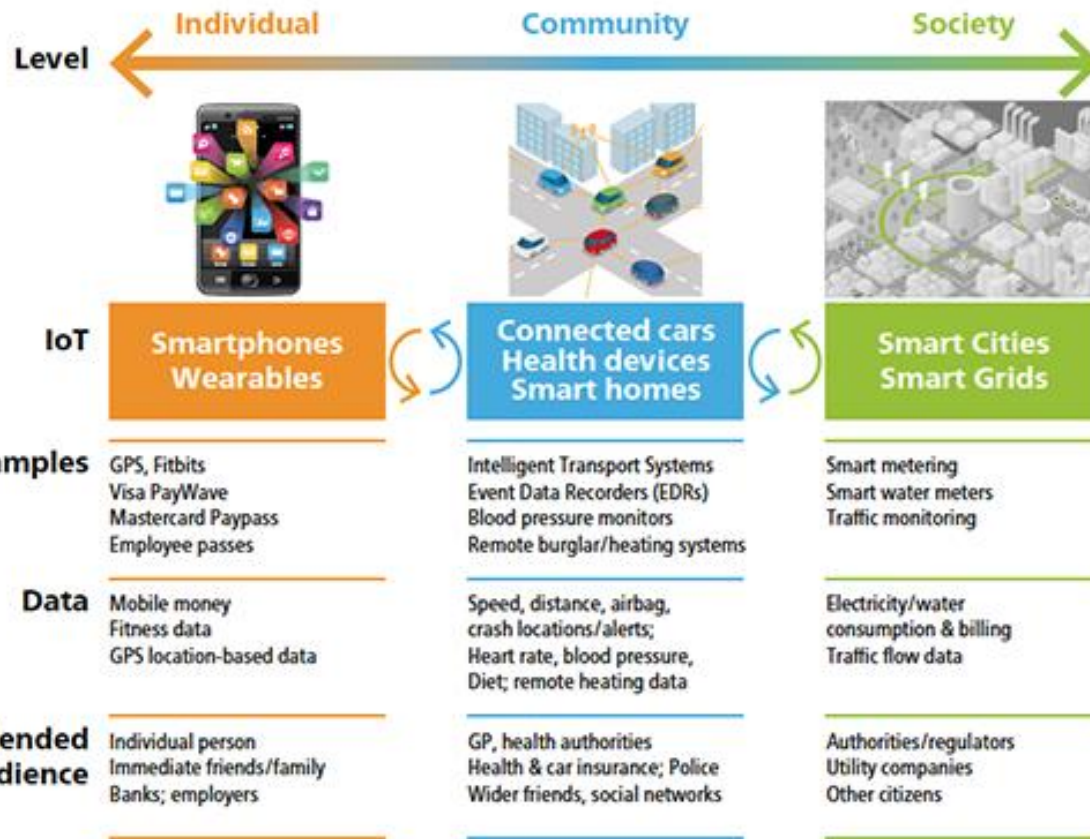 Individual
Community
Society
Level
IoT
Smartphones
Wearables
Connected cars
Health devices
Smart homes
Smart Cities
Smart Grids
amples
GPS, Fitbits
Visa PayWave
Mastercard Paypass
Employee passes
Intelligent Transport Systems
Event Data Recorders (EDRs)
Blood pressure monitors
Remote burglar/heating systems
Smart metering
Smart water meters
Traffic monitoring
Data
Mobile money
Fitness data
GPS location-based data
Speed, distance, airbag,
crash locations/alerts;
Heart rate, blood pressure,
Diet; remote heating data
Electricity/water
consumption & billing
Traffic flow data
ended
dience
Individual person
Immediate friends/family
Banks; employers
GP, health authorities
Health & car insurance; Police
Wider friends, social networks
Authorities/regulators
Utility companies
Other citizens